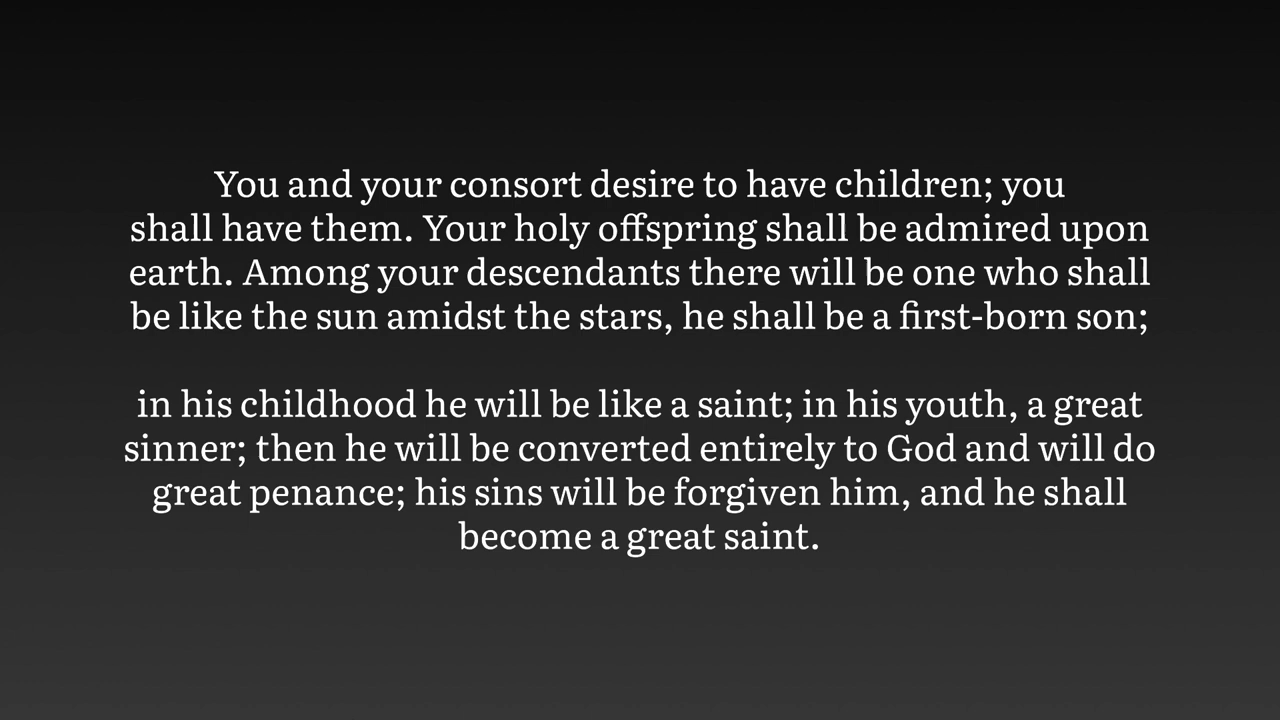 You and your consort desire to have children; you
shall have them. Your holy offspring shall be admired upon
earth. Among your descendants there will be one who shall
be like the sun amidst the stars, he shall be a first-born son;
in his childhood he will be like a saint; in his youth, a great
sinner; then he will be converted entirely to God and will do
great penance; his sins will be forgiven him, and he shall
become a great saint.